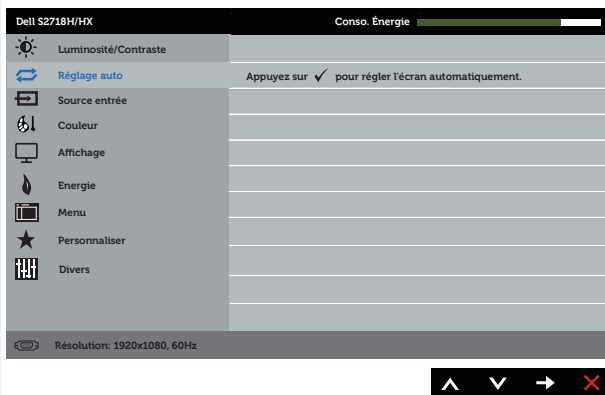 Dell S2718H/HX Conso. Énergie
Luminosité/Contraste
Réglage auto Appuyez sur ✓ pour régler l'écran automatiquement.
Source entrée
Couleur
Affichage
Energie
Menu
Personnaliser
Divers
Résolution: 1920x1080, 60Hz